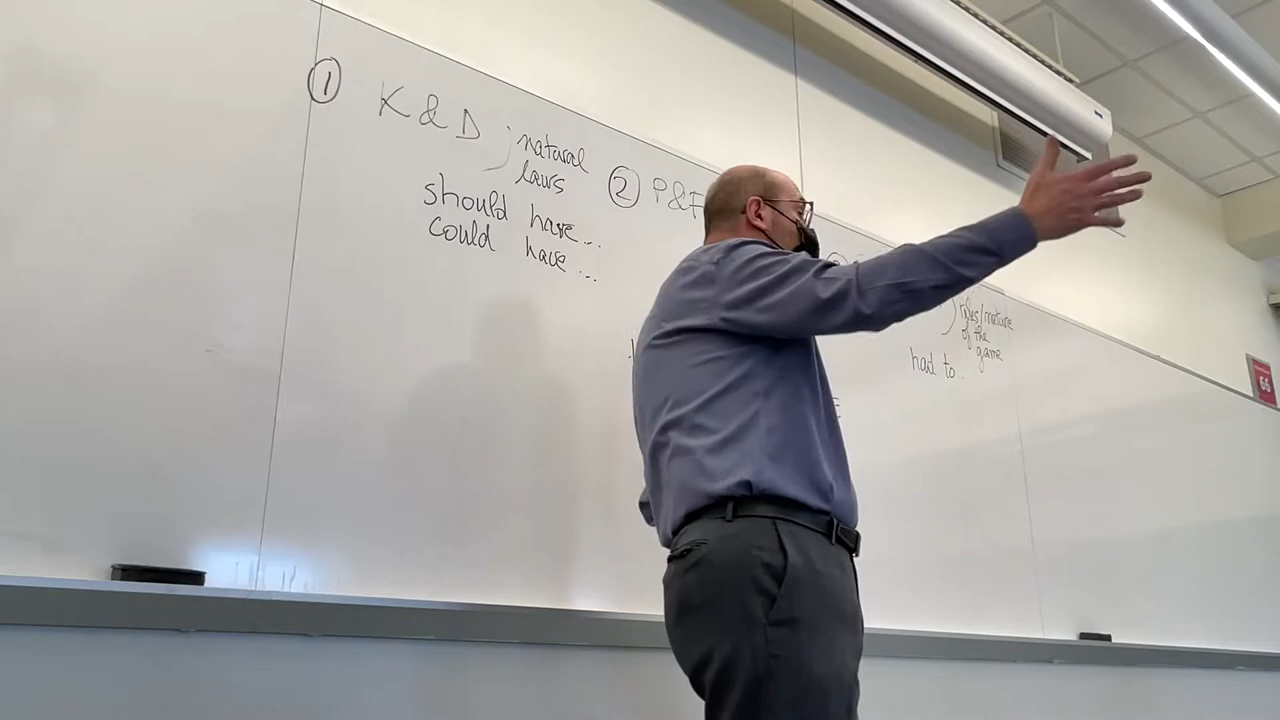 ① K & D ; natural
laws
should have...
could have...
② P&F
rules/nature
of the
game
had to...
66